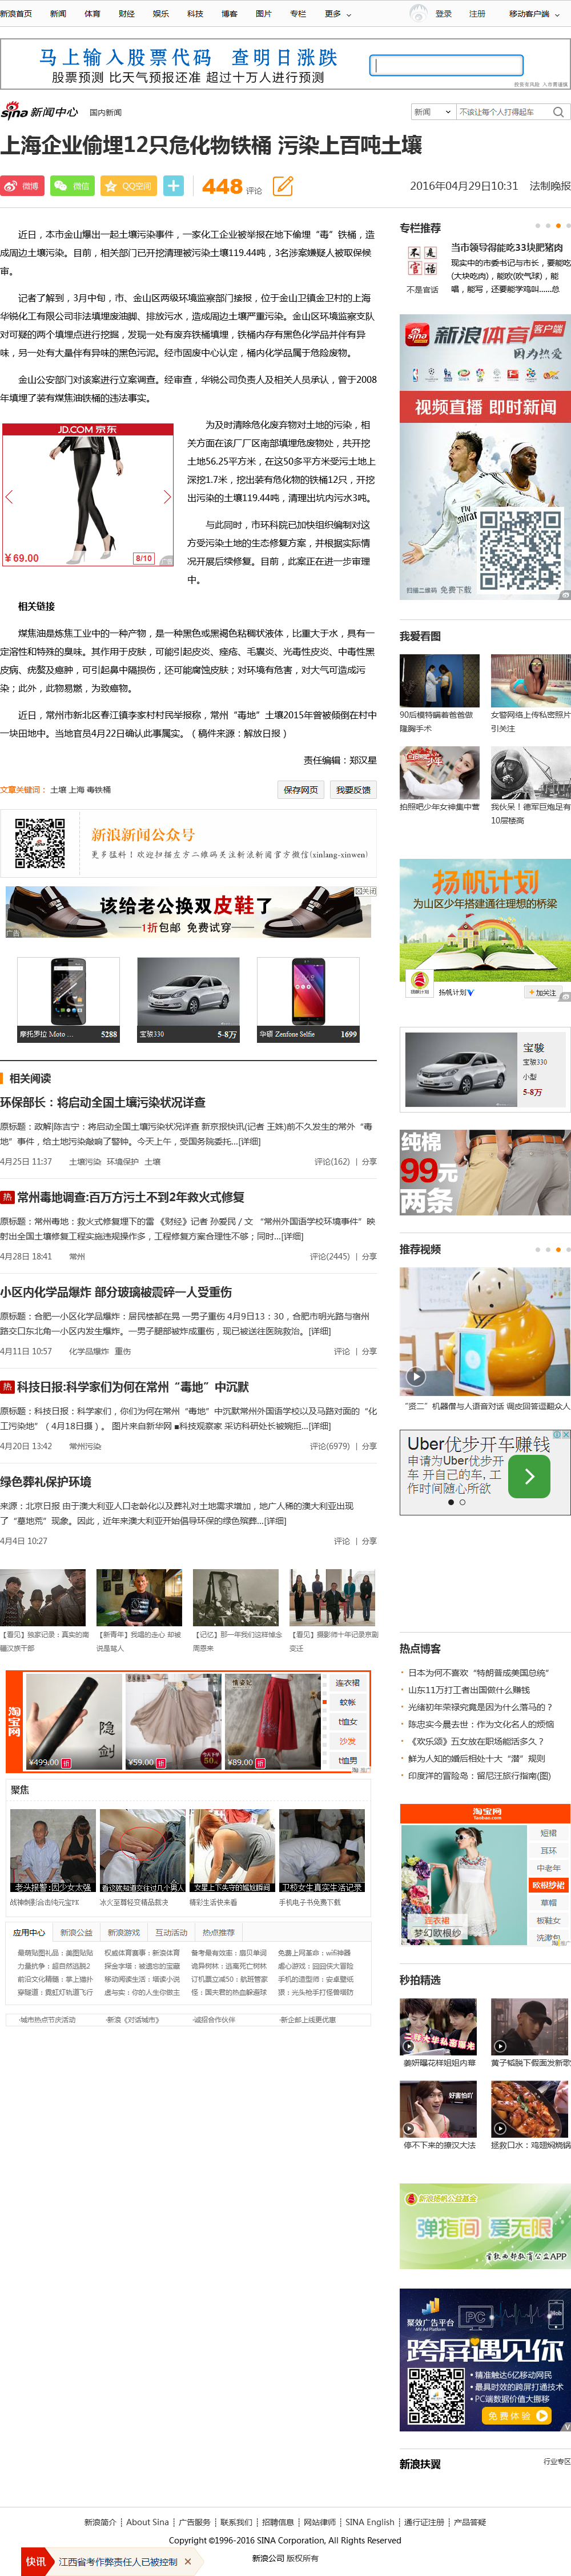 新浪首页 新闻 体育 财经 娱乐 科技 博客 图片 专栏 更多 登录 注册 移动客户端
马上输入股票代码 查明日涨跌
股票预测 比天气预报还准 超过十万人进行预测
sina 新闻中心 国内新闻
新闻 不该让每个人打得起车
上海企业偷埋12只危化物铁桶 污染上百吨土壤
微博 微信 QQ空间 448 评论
2016年04月29日10:31 法制晚报
近日，本市金山爆出一起土壤污染事件，一家化工企业被举报在地下偷埋“毒”铁桶，造
成周边土壤污染。目前，相关部门已开挖清理被污染土壤119.44吨，3名涉案嫌疑人被取保候
审。
记者了解到，3月中旬，市、金山区两级环境监察部门接报，位于金山卫镇金卫村的上海
华锐化工有限公司非法填埋废油脚、排放污水，造成周边土壤严重污染。金山区环境监察支队
对可疑的两个填埋点进行挖掘，发现一处有废弃铁桶填埋，铁桶内存有黑色化学品并伴有异
味，另一处有大量伴有异味的黑色污泥。经市固废中心认定，桶内化学品属于危险废物。
金山公安部门对该案进行立案调查。经审查，华锐公司负责人及相关人员承认，曾于2008
年填埋了装有煤焦油铁桶的违法事实。
为及时清除危化废弃物对土地的污染，相
关方面在该厂厂区南部填埋危废物处，共开挖
土地56.25平方米，在这50多平方米受污土地上
深挖1.7米，挖出装有危化物的铁桶12只，开挖
出污染的土壤119.44吨，清理出坑内污水3吨。
与此同时，市环科院已加快组织编制对这
方受污染土地的生态修复方案，并根据实际情
况开展后续修复。目前，此案正在进一步审理
中。
JD.COM 京东
¥69.00 8/10
相关链接
煤焦油是炼焦工业中的一种产物，是一种黑色或黑褐色粘稠状液体，比重大于水，具有一
定溶性和特殊的臭味。其作用于皮肤，可能引起皮炎、痤疮、毛囊炎、光毒性皮炎、中毒性黑
皮病、疣赘及癌肿，可引起鼻中隔损伤，还可能腐蚀皮肤；对环境有危害，对大气可造成污
染；此外，此物易燃，为致癌物。
近日，常州市新北区春江镇李家村村民举报称，常州“毒地”土壤2015年曾被倾倒在村中
一块田地中。当地官员4月22日确认此事属实。（稿件来源：解放日报）
责任编辑：郑汉星
文章关键词： 土壤 上海 毒铁桶
保存网页 我要反馈
新浪新闻公众号
更多猛料！欢迎扫描左方二维码关注新浪新闻官方微信(xinlang-xinwen)
关闭
该给老公换双皮鞋了
1折包邮 免费试穿
广告
摩托罗拉 Moto ... 5288
宝骏330 5-8万
华硕 Zenfone Selfie 1699
相关阅读
环保部长：将启动全国土壤污染状况详查
原标题：政解|陈吉宁：将启动全国土壤污染状况详查 新京报快讯(记者 王姝)前不久发生的常外“毒
地”事件，给土地污染敲响了警钟。今天上午，受国务院委托...[详细]
4月25日 11:37 土壤污染 环境保护 土壤 评论(162) | 分享
热 常州毒地调查:百万方污土不到2年救火式修复
原标题：常州毒地：救火式修复埋下的雷 《财经》记者 孙爱民 / 文 “常州外国语学校环境事件”映
射出全国土壤修复工程实施违规操作多，工程修复方案合理性不够；同时...[详细]
4月28日 18:41 常州 评论(2445) | 分享
小区内化学品爆炸 部分玻璃被震碎一人受重伤
原标题：合肥一小区化学品爆炸：居民楼都在晃 一男子重伤 4月9日13：30，合肥市明光路与宿州
路交口东北角一小区内发生爆炸。一男子腿部被炸成重伤，现已被送往医院救治。[详细]
4月11日 10:57 化学品爆炸 重伤 评论 | 分享
热 科技日报:科学家们为何在常州“毒地”中沉默
原标题：科技日报：科学家们，你们为何在常州“毒地”中沉默常州外国语学校以及马路对面的“化
工污染地”（4月18日摄）。 图片来自新华网 ■科技观察家 采访科研处长被婉拒...[详细]
4月20日 13:42 常州污染 评论(6979) | 分享
绿色葬礼保护环境
来源：北京日报 由于澳大利亚人口老龄化以及葬礼对土地需求增加，地广人稀的澳大利亚出现
了“墓地荒”现象。因此，近年来澳大利亚开始倡导环保的绿色殡葬...[详细]
4月4日 10:27 评论 | 分享
【看见】独家记录：真实的南疆汉族干部
【新青年】我唱的走心 却被说是骂人
【记忆】那一年我们这样悼念周恩来
【看见】摄影师十年记录京剧变迁
淘宝网
隐剑
¥499.00 ¥59.00 ¥89.00
连衣裙
蚊帐
t恤女
沙发
t恤男
聚焦
老头揩潜:因少女太强
卫校女生真实生活记录
冰火至尊轻变精品裁决
精彩生活快来看
手机电子书免费下载
应用中心 新浪公益 新浪游戏 互动活动 热点推荐
·城市热点节庆活动 ·新浪《对话城市》 ·诚招合作伙伴 ·新企邮上线更优惠
专栏推荐
不是官话
当市领导得能吃33块肥猪肉
现实中的市委书记与市长，要能吃
(大块吃肉)，能吹(吹气球)，能
唱，能写，还要能学鸡叫......总
不是官话
sina 新浪体育 客户端
因为热爱
视频直播 即时新闻
扫描二维码 免费下载
我爱看图
90后模特瞒着爸爸做隆胸手术
女警网络上传私密照片引关注
拍照吧少年女神集中营
我伙呆！德军巨炮足有10层楼高
扬帆计划
为山区少年搭建通往理想的桥梁
扬帆计划 +加关注
宝骏
宝骏330
小型
5-8万
纯棉
99元
两条
推荐视频
“贤二”机器僧与人语音对话 调皮回答逗翻众人
Uber优步开车赚钱
申请为Uber优步开
车 开自己的车，工
作时间随心所欲
热点博客
日本为何不喜欢“特朗普成美国总统”
山东11万打工者出国做什么赚钱
光绪初年荣禄究竟是因为什么落马的？
陈忠实今晨去世：作为文化名人的烦恼
《欢乐颂》五女放在职场能活多久？
鲜为人知的婚后相处十大“潜”规则
印度洋的冒险岛：留尼汪旅行指南(图)
淘宝网
Taobao.com
连衣裙
梦幻欧根纱
短裙
耳环
中老年
欧根纱裙
草帽
板鞋女
洗漱包
秒拍精选
姜妍曝花样姐姐内幕
黄子韬脱下假面发新歌
停不下来的撩汉大法
拯救口水：鸡翅焖烧锅
新浪扬帆公益基金
弹指间 爱无限
聚效广告平台
MV Ad Platform
PC Mob
跨屏遇见你
·精准触达6亿移动网民
·最具时效的跨屏打通技术
·PC端数据价值大挪移
免费体验
新浪扶翼 行业专区
新浪简介 | About Sina | 广告服务 | 联系我们 | 招聘信息 | 网站律师 | SINA English | 通行证注册 | 产品答疑
Copyright ©1996-2016 SINA Corporation, All Rights Reserved
新浪公司 版权所有
快讯 江西省考作弊责任人已被控制 ×